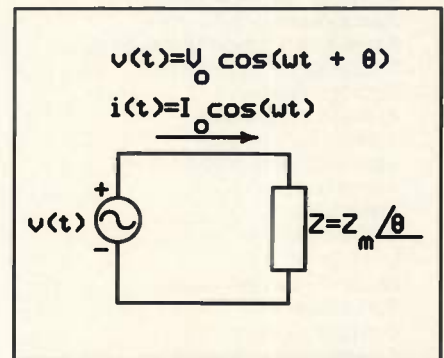 v(t)=V₀ cos(ωt + θ)
i(t)=I₀ cos(ωt)
+
v(t)
-
Z=Zₘ∠θ